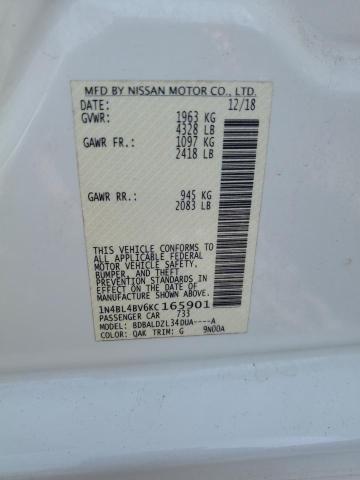 MFD BY NISSAN MOTOR CO., LTD.
DATE: 12/18
GVWR: 1963 KG
4328 LB
GAWR FR.: 1097 KG
2418 LB
GAWR RR.: 945 KG
2083 LB
THIS VEHICLE CONFORMS TO
ALL APPLICABLE FEDERAL
MOTOR VEHICLE SAFETY,
BUMPER, AND THEFT
PREVENTION STANDARDS
IN EFFECT ON THE DATE OF
MANUFACTURE SHOWN ABOVE.
1N4BL4BV6KC165901
PASSENGER CAR 733
MODEL: BDBALDZL34DUA----A
COLOR: QAK TRIM: G 9N00A